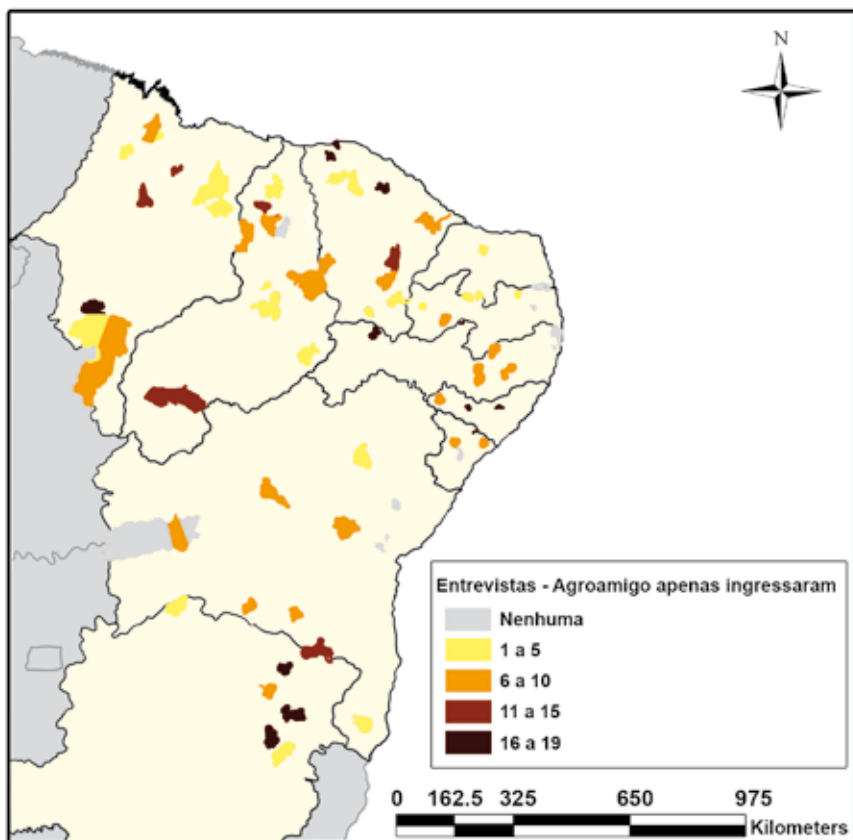 N
Entrevistas - Agroamigo apenas ingressaram
Nenhuma
1 a 5
6 a 10
11 a 15
16 a 19
0 162.5 325 650 975
Kilometers